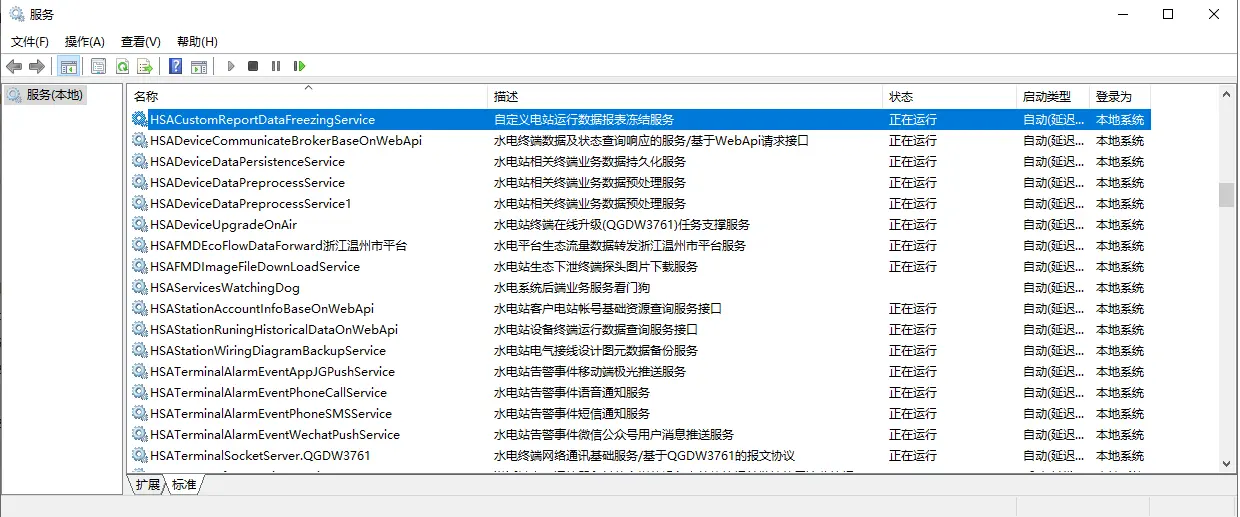 服务
文件(F) 操作(A) 查看(V) 帮助(H)
服务(本地)
名称 描述 状态 启动类型 登录为
HSACustomReportDataFreezingService 自定义电站运行数据报表冻结服务 正在运行 自动(延迟... 本地系统
HSADeviceCommunicateBrokerBaseOnWebApi 水电终端数据及状态查询响应的服务/基于WebApi请求接口 正在运行 自动(延迟... 本地系统
HSADeviceDataPersistenceService 水电站相关终端业务数据持久化服务 正在运行 自动(延迟... 本地系统
HSADeviceDataPreprocessService 水电站相关终端业务数据预处理服务 正在运行 自动(延迟... 本地系统
HSADeviceDataPreprocessService1 水电站相关终端业务数据预处理服务 正在运行 自动(延迟... 本地系统
HSADeviceUpgradeOnAir 水电站终端在线升级(QGDW3761)任务支撑服务 正在运行 自动(延迟... 本地系统
HSAFMDEcoFlowDataForward浙江温州市平台 水电平台生态流量数据转发浙江温州市平台服务 正在运行 自动(延迟... 本地系统
HSAFMDImageFileDownLoadService 水电站生态下泄终端探头图片下载服务 正在运行 自动(延迟... 本地系统
HSAServicesWatchingDog 水电系统后端业务服务看门狗 自动(延迟... 本地系统
HSAStationAccountInfoBaseOnWebApi 水电站客户电站帐号基础资源查询服务接口 正在运行 自动(延迟... 本地系统
HSAStationRuningHistoricalDataOnWebApi 水电站设备终端运行数据查询服务接口 正在运行 自动(延迟... 本地系统
HSAStationWiringDiagramBackupService 水电站电气接线设计图元数据备份服务 正在运行 自动(延迟... 本地系统
HSATerminalAlarmEventAppJGPushService 水电站告警事件移动端极光推送服务 正在运行 自动(延迟... 本地系统
HSATerminalAlarmEventPhoneCallService 水电站告警事件语音通知服务 正在运行 自动(延迟... 本地系统
HSATerminalAlarmEventPhoneSMSService 水电站告警事件短信通知服务 正在运行 自动(延迟... 本地系统
HSATerminalAlarmEventWechatPushService 水电站告警事件微信公众号用户消息推送服务 正在运行 自动(延迟... 本地系统
HSATerminalSocketServer.QGDW3761 水电终端网络通讯基础服务/基于QGDW3761的报文协议 正在运行 自动(延迟... 本地系统
扩展 标准